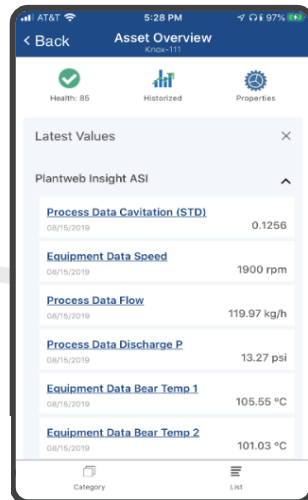 AT&T 5:28 PM 97%
Back Asset Overview
Knox-111
Health: 85 Historized Properties
Latest Values
Plantweb Insight ASI
Process Data Cavitation (STD)
08/15/2019 0.1256
Equipment Data Speed
08/15/2019 1900 rpm
Process Data Flow
08/15/2019 119.97 kg/h
Process Data Discharge P
08/15/2019 13.27 psi
Equipment Data Bear Temp 1
08/15/2019 105.55 °C
Equipment Data Bear Temp 2
08/15/2019 101.03 °C
Category List